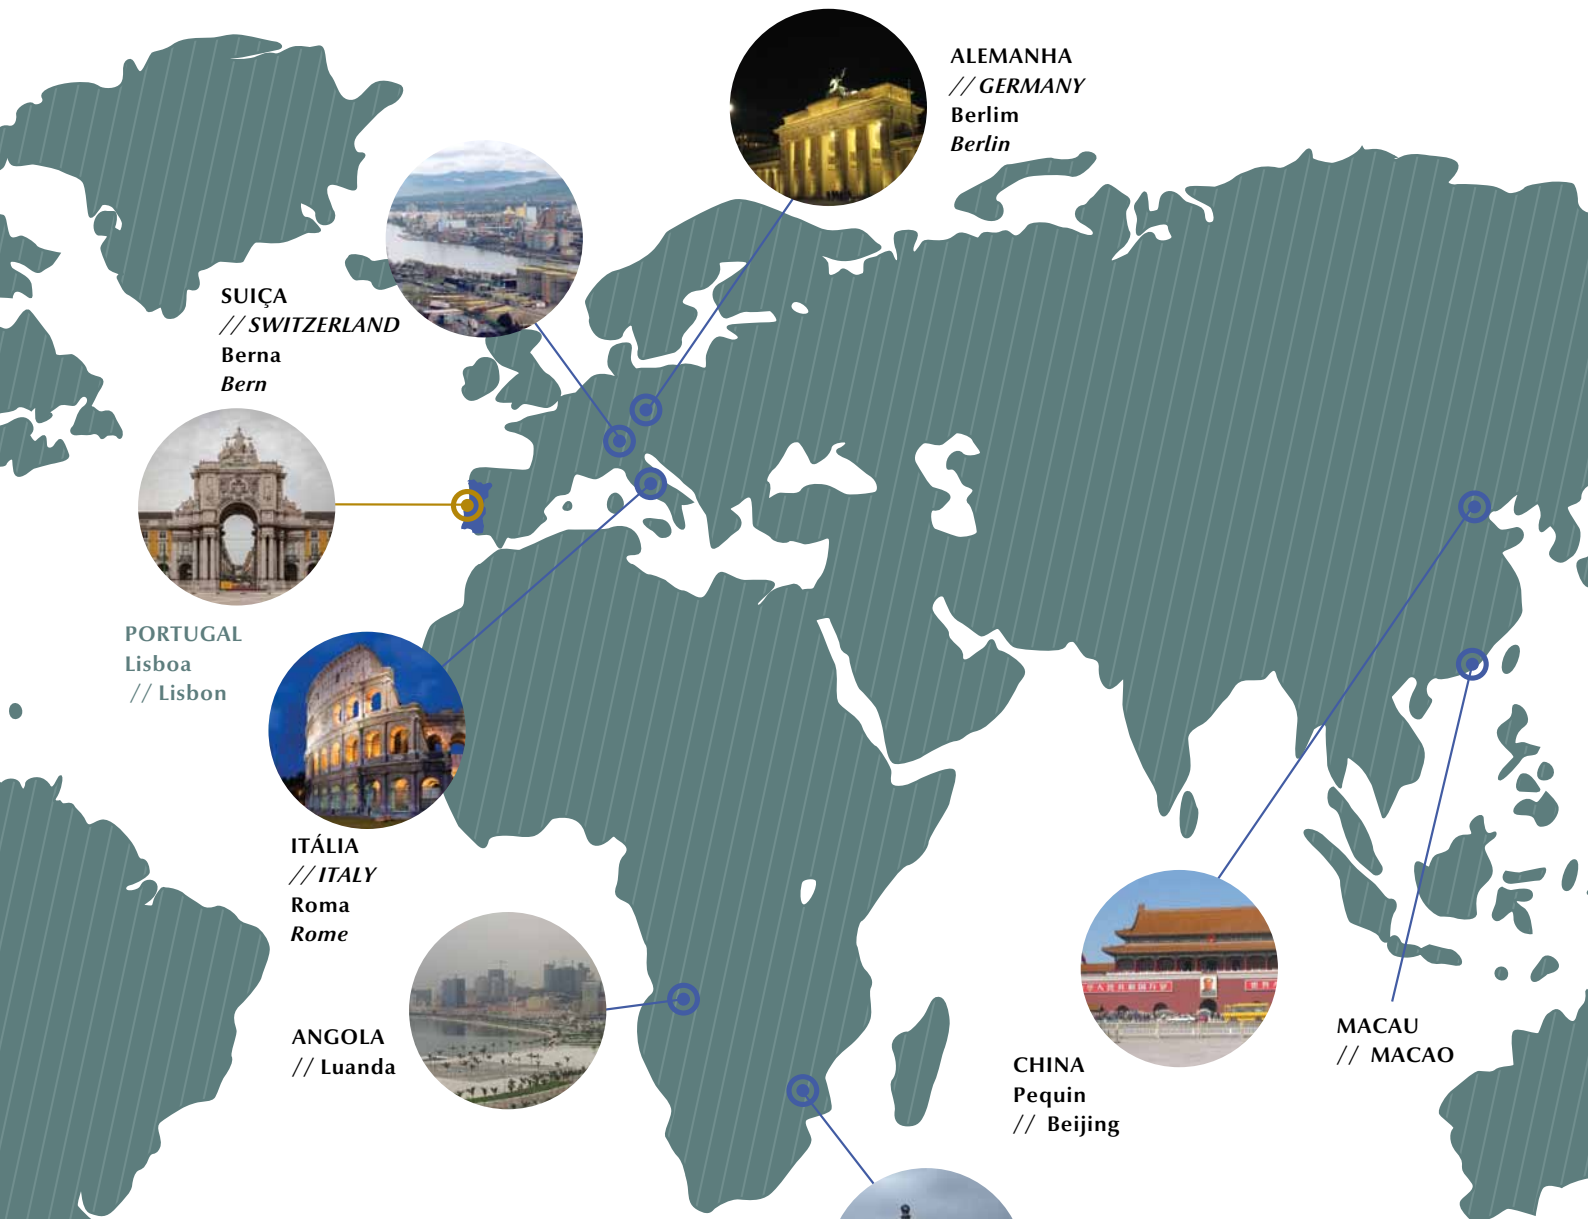 ALEMANHA
// GERMANY
Berlim
Berlin
SUIÇA
// SWITZERLAND
Berna
Bern
PORTUGAL
Lisboa
// Lisbon
ITÁLIA
// ITALY
Roma
Rome
ANGOLA
// Luanda
CHINA
Pequin
// Beijing
MACAU
// MACAO